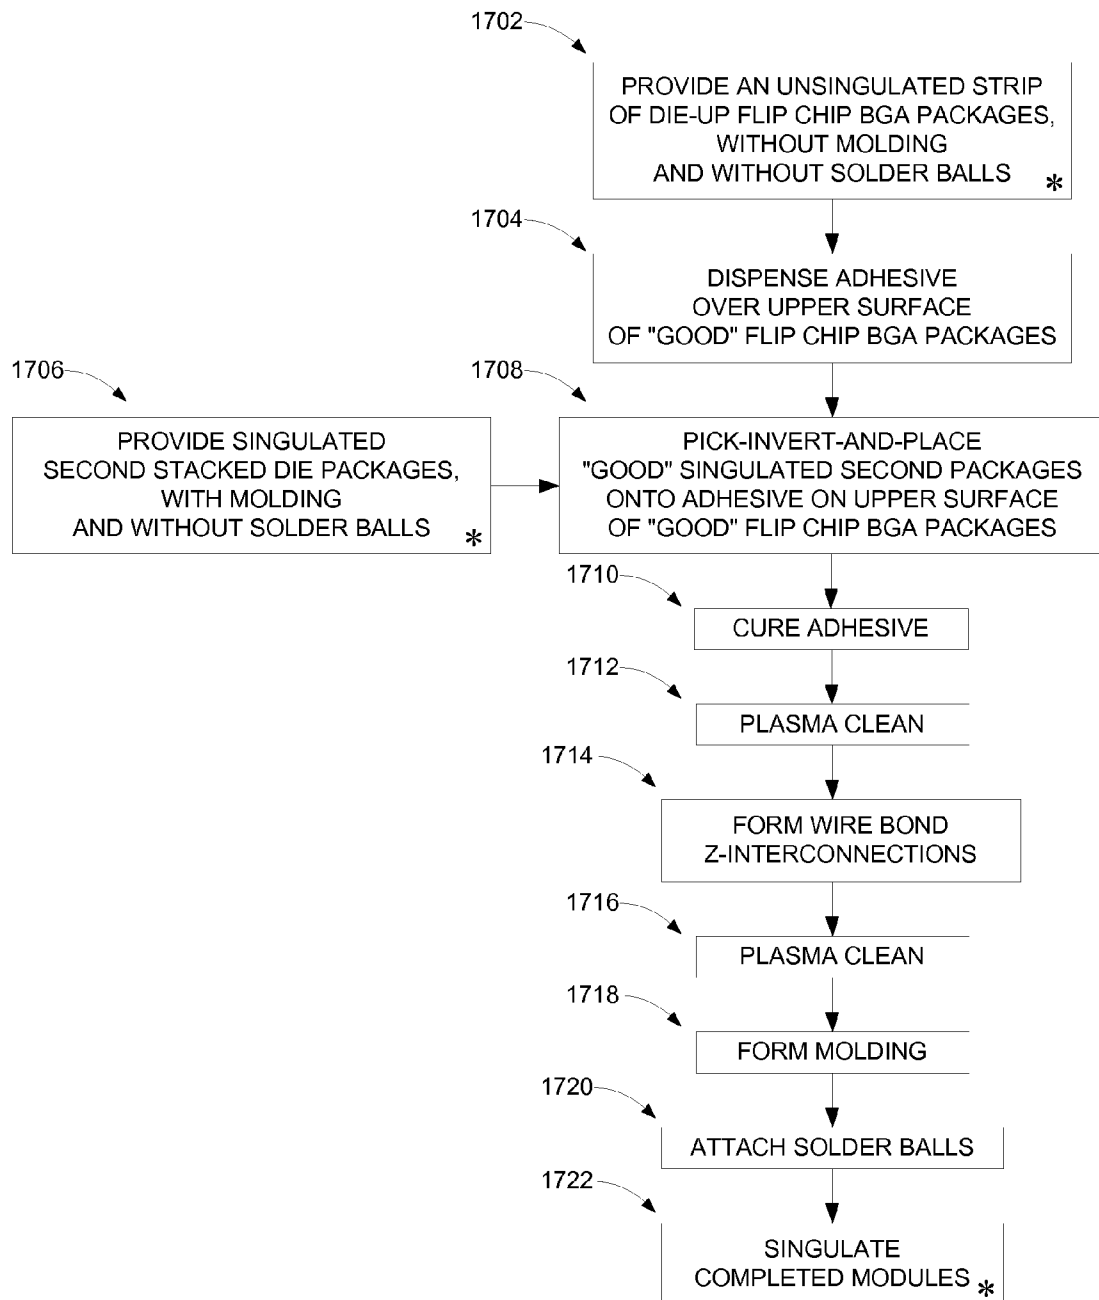 1702
PROVIDE AN UNSINGULATED STRIP
OF DIE-UP FLIP CHIP BGA PACKAGES,
WITHOUT MOLDING
AND WITHOUT SOLDER BALLS *
1704
DISPENSE ADHESIVE
OVER UPPER SURFACE
OF "GOOD" FLIP CHIP BGA PACKAGES
1706
PROVIDE SINGULATED
SECOND STACKED DIE PACKAGES,
WITH MOLDING
AND WITHOUT SOLDER BALLS *
1708
PICK-INVERT-AND-PLACE
"GOOD" SINGULATED SECOND PACKAGES
ONTO ADHESIVE ON UPPER SURFACE
OF "GOOD" FLIP CHIP BGA PACKAGES
1710
CURE ADHESIVE
1712
PLASMA CLEAN
1714
FORM WIRE BOND
Z-INTERCONNECTIONS
1716
PLASMA CLEAN
1718
FORM MOLDING
1720
ATTACH SOLDER BALLS
1722
SINGULATE
COMPLETED MODULES *